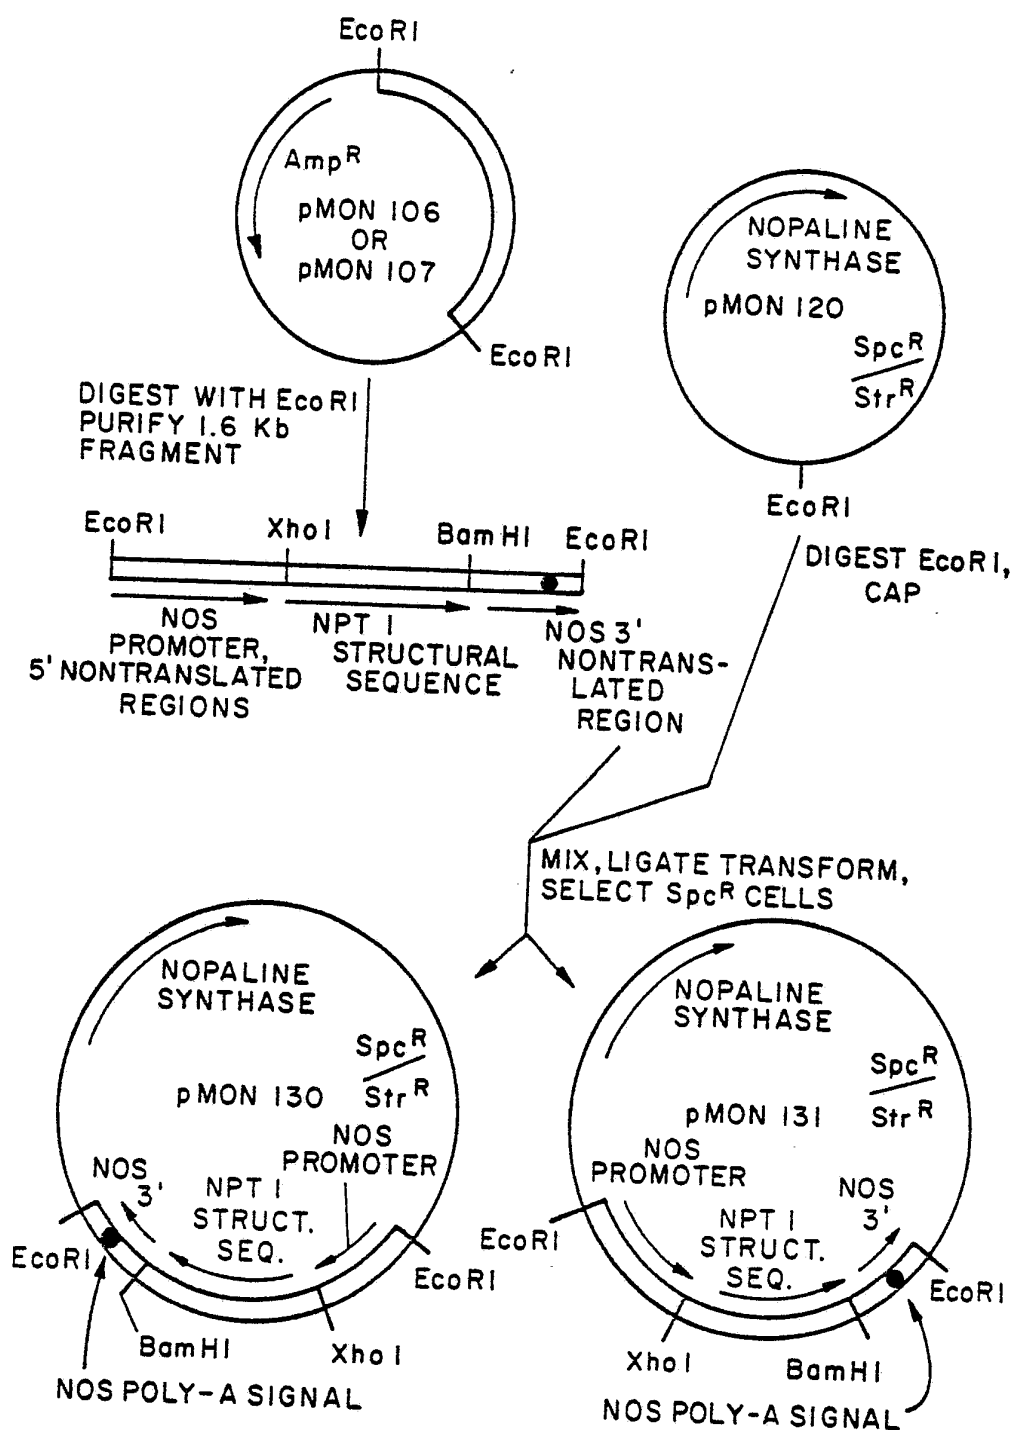 EcoRI
AmpR
pMON 106
OR
pMON 107
EcoRI
NOPALINE
SYNTHASE
pMON 120
SpcR
StrR
EcoRI
DIGEST WITH EcoRI
PURIFY 1.6 Kb
FRAGMENT
DIGEST EcoRI,
CAP
EcoRI
XhoI
BamHI
EcoRI
NOS
PROMOTER,
5' NONTRANSLATED
REGIONS
NPT I
STRUCTURAL
SEQUENCE
NOS 3'
NONTRANS-
LATED
REGION
MIX, LIGATE TRANSFORM,
SELECT SpcR CELLS
NOPALINE
SYNTHASE
SpcR
StrR
pMON 130
NOS
PROMOTER
NOS
3'
NPT I
STRUCT.
SEQ.
EcoRI
EcoRI
BamHI
XhoI
NOS POLY-A SIGNAL
NOPALINE
SYNTHASE
SpcR
StrR
pMON 131
NOS
PROMOTER
NOS
3'
NPT I
STRUCT.
SEQ.
EcoRI
EcoRI
XhoI
BamHI
NOS POLY-A SIGNAL